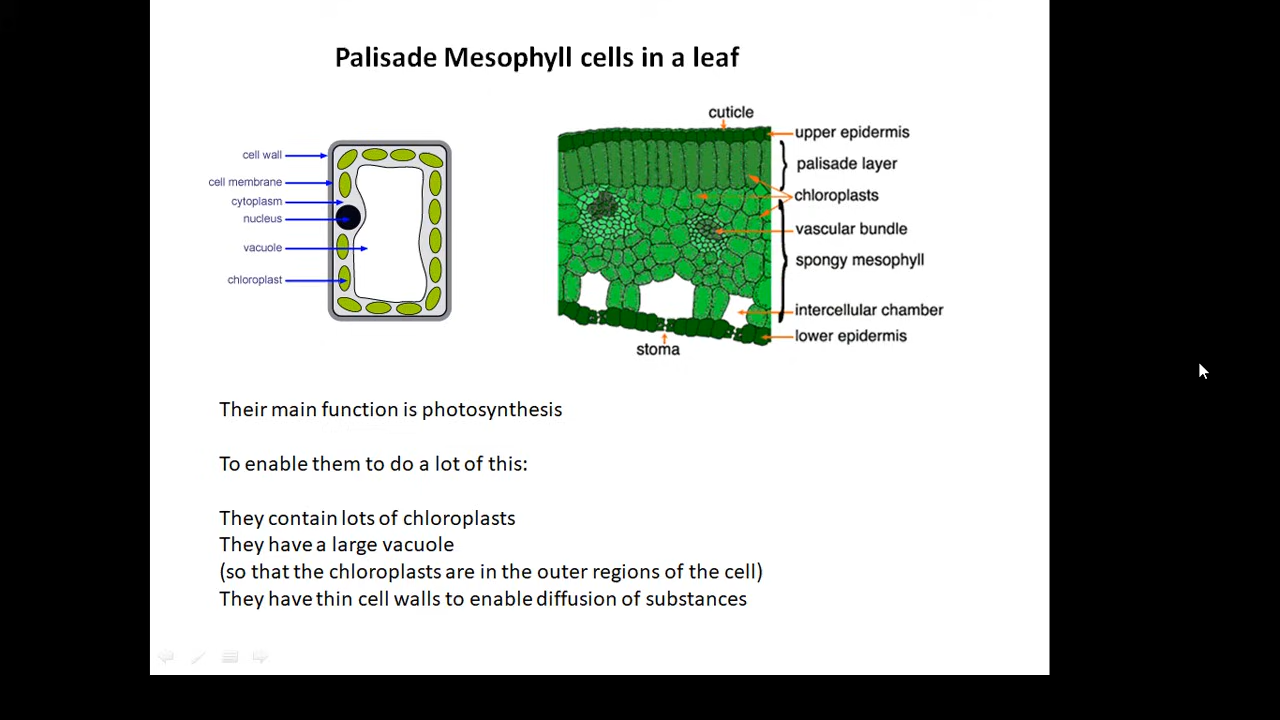 Palisade Mesophyll cells in a leaf
cell wall
cell membrane
cytoplasm
nucleus
vacuole
chloroplast
cuticle
upper epidermis
palisade layer
chloroplasts
vascular bundle
spongy mesophyll
intercellular chamber
lower epidermis
stoma
Their main function is photosynthesis
To enable them to do a lot of this:
They contain lots of chloroplasts
They have a large vacuole
(so that the chloroplasts are in the outer regions of the cell)
They have thin cell walls to enable diffusion of substances